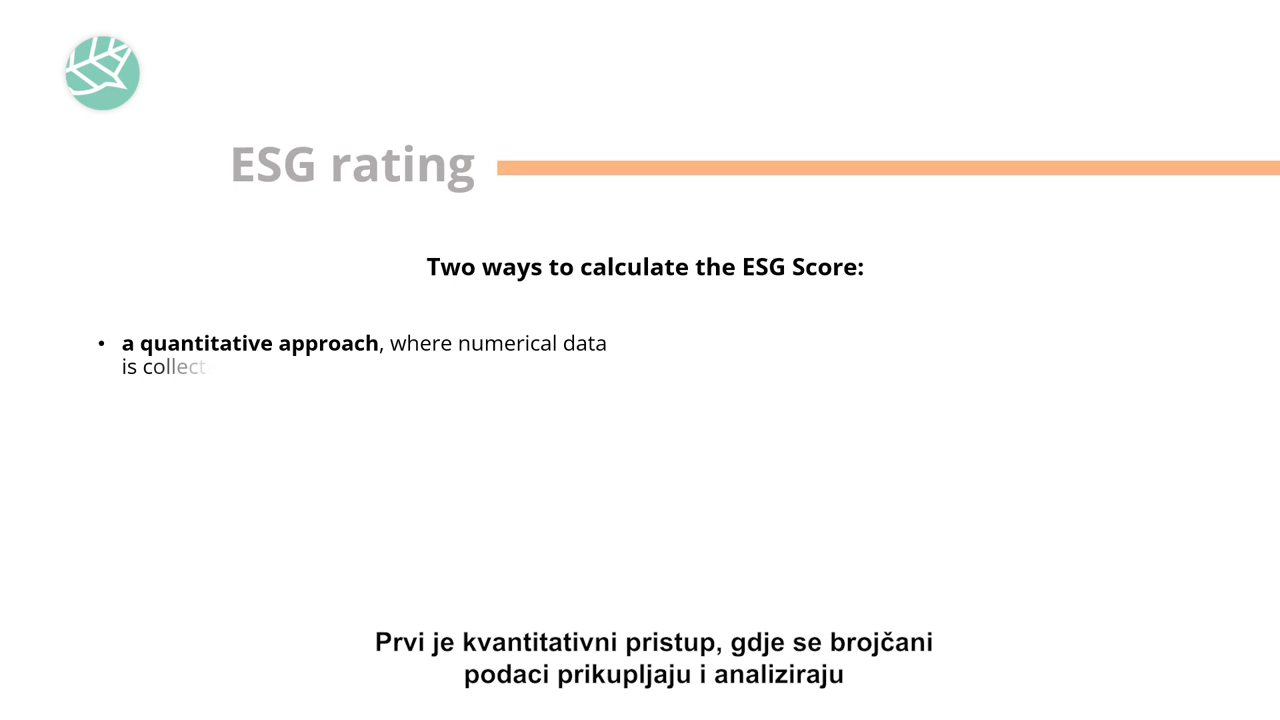 ESG rating
Two ways to calculate the ESG Score:
• a quantitative approach, where numerical data
is collect
Prvi je kvantitativni pristup, gdje se brojčani
podaci prikupljaju i analiziraju